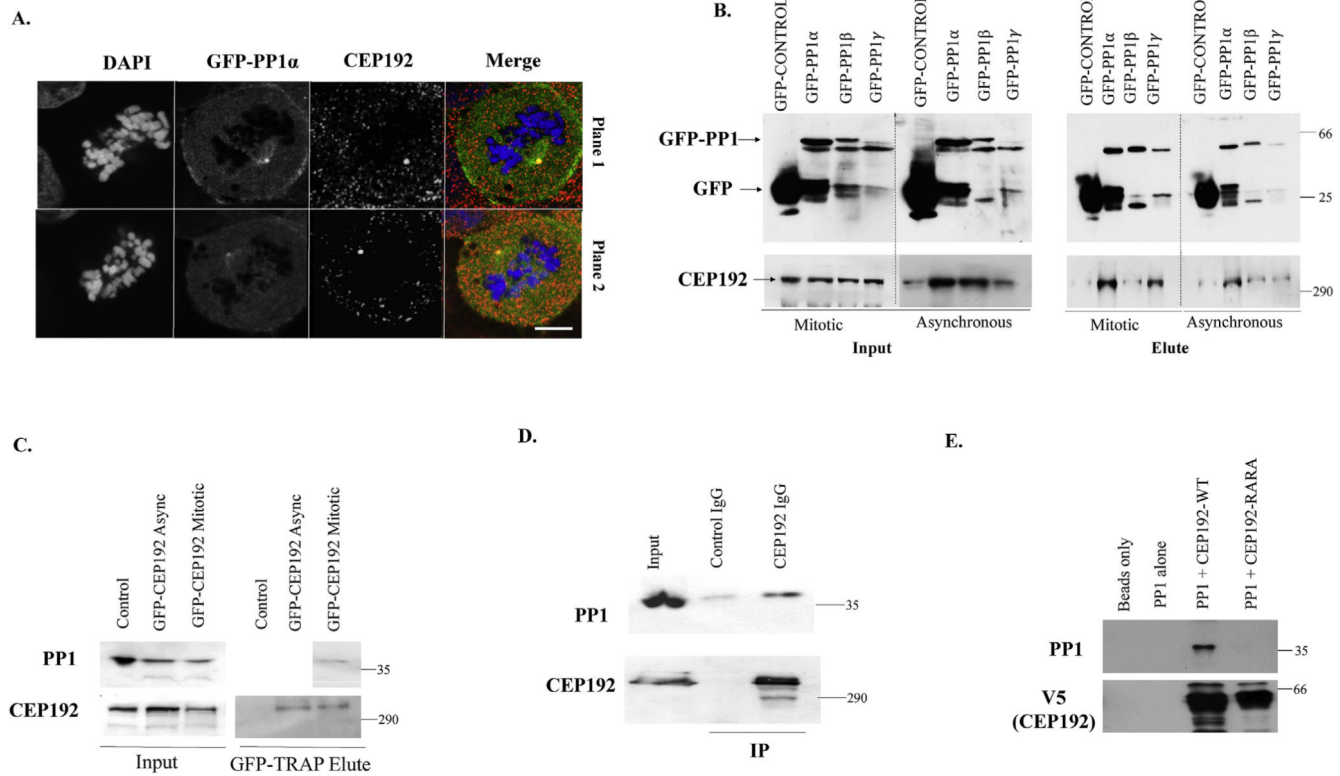 A.
DAPI GFP-PP1α CEP192 Merge
Plane 1
Plane 2
B.
GFP-CONTROL
GFP-PP1α
GFP-PP1β
GFP-PP1γ
GFP-CONTROL
GFP-PP1α
GFP-PP1β
GFP-PP1γ
GFP-CONTROL
GFP-PP1α
GFP-PP1β
GFP-PP1γ
GFP-CONTROL
GFP-PP1α
GFP-PP1β
GFP-PP1γ
GFP-PP1
66
GFP
25
CEP192
290
Mitotic Asynchronous Mitotic Asynchronous
Input Elute
C.
Control
GFP-CEP192 Async
GFP-CEP192 Mitotic
Control
GFP-CEP192 Async
GFP-CEP192 Mitotic
PP1
35
CEP192
290
Input GFP-TRAP Elute
D.
Input
Control IgG
CEP192 IgG
PP1
35
CEP192
290
IP
E.
Beads only
PP1 alone
PP1 + CEP192-WT
PP1 + CEP192-RARA
PP1
35
V5
(CEP192)
66